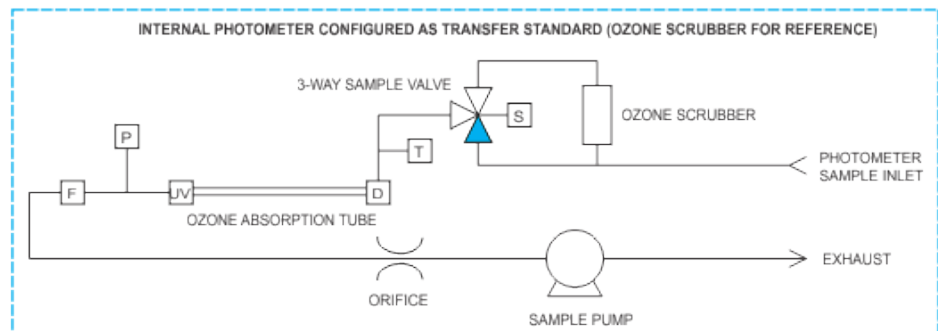 INTERNAL PHOTOMETER CONFIGURED AS TRANSFER STANDARD (OZONE SCRUBBER FOR REFERENCE)
3-WAY SAMPLE VALVE
S
OZONE SCRUBBER
P
T
PHOTOMETER
SAMPLE INLET
F
UV
D
OZONE ABSORPTION TUBE
EXHAUST
ORIFICE
SAMPLE PUMP